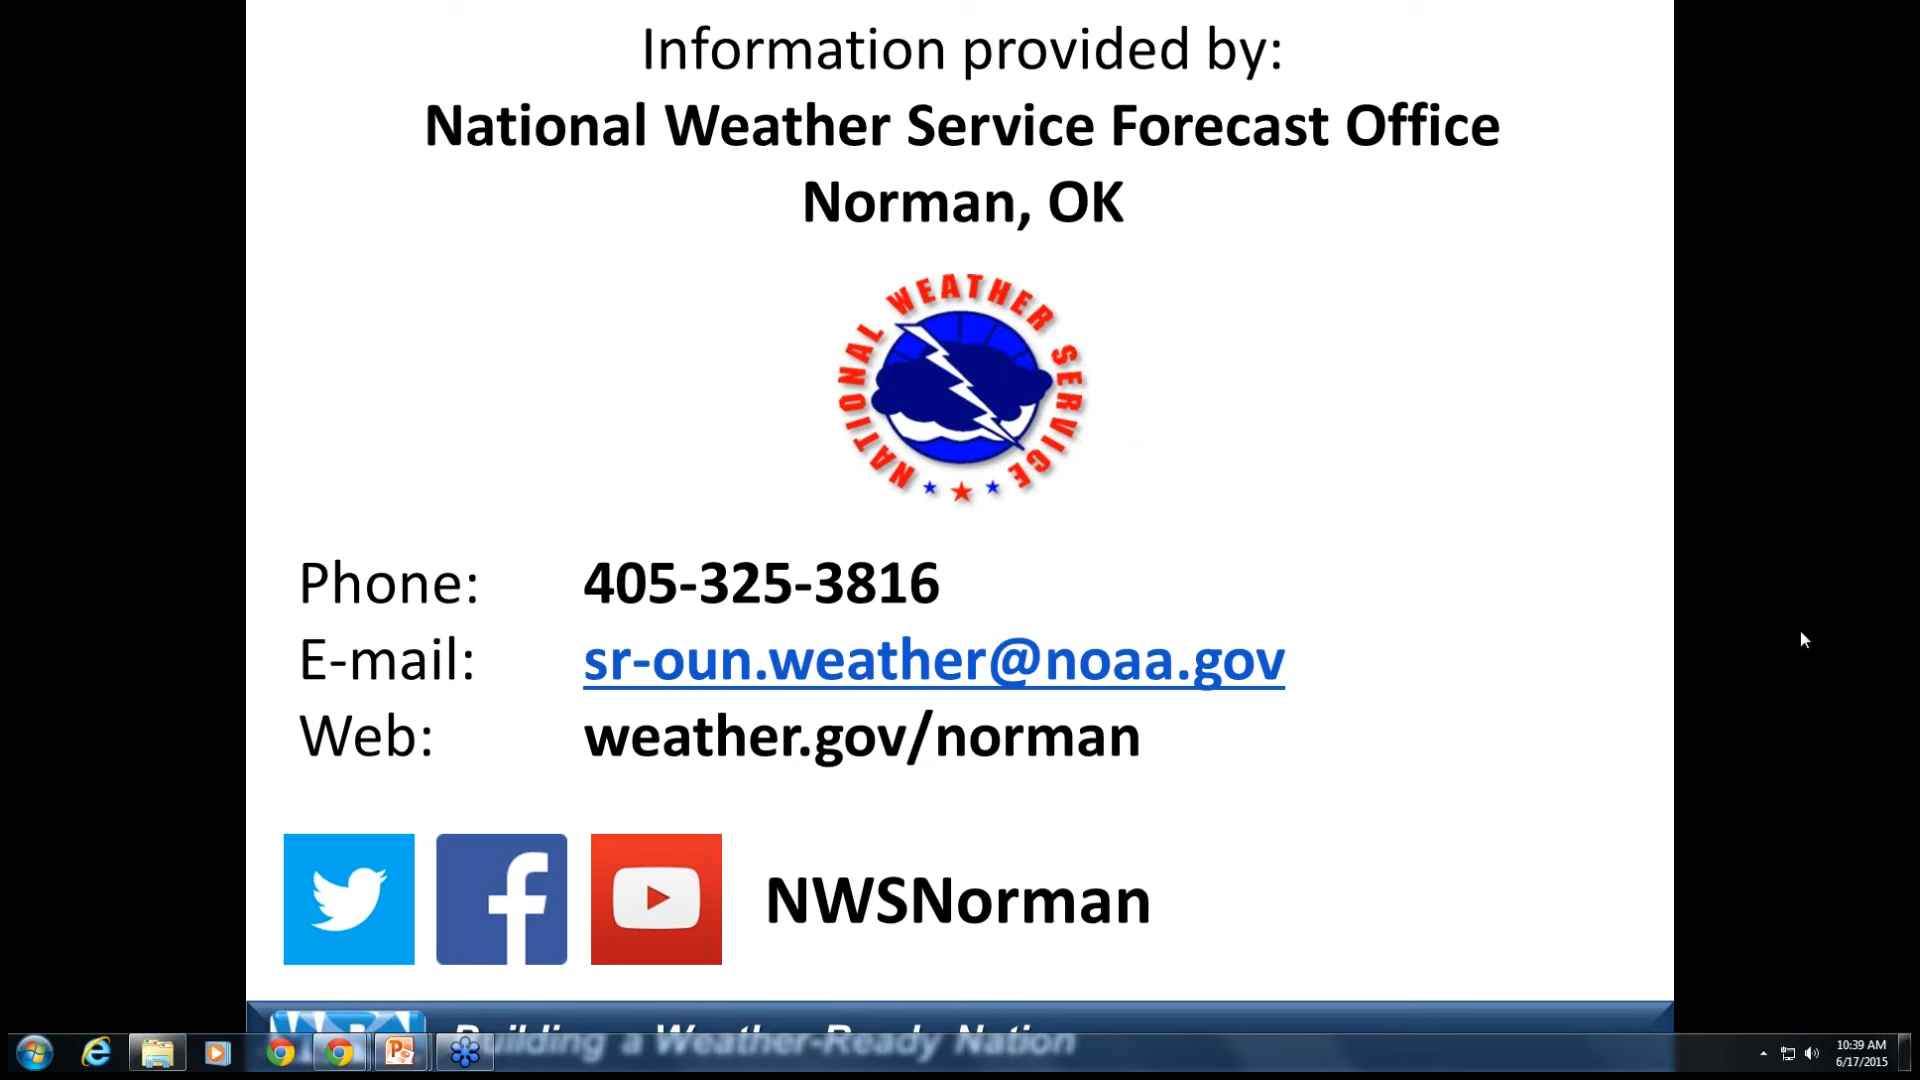 Information provided by:
National Weather Service Forecast Office
Norman, OK
NATIONAL WEATHER SERVICE
Phone: 405-325-3816
E-mail: sr-oun.weather@noaa.gov
Web: weather.gov/norman
NWSNorman
Building a Weather-Ready Nation
10:39 AM
6/17/2015